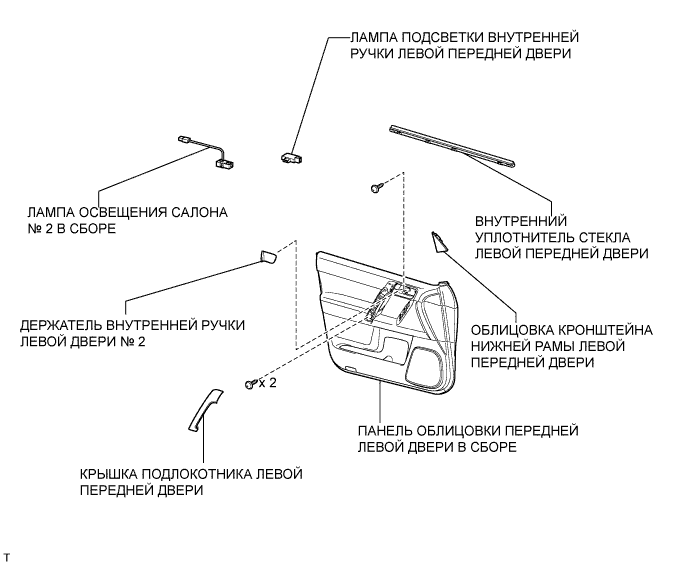 ЛАМПА ПОДСВЕТКИ ВНУТРЕННЕЙ
РУЧКИ ЛЕВОЙ ПЕРЕДНЕЙ ДВЕРИ
ЛАМПА ОСВЕЩЕНИЯ САЛОНА
№ 2 В СБОРЕ
ВНУТРЕННИЙ
УПЛОТНИТЕЛЬ СТЕКЛА
ЛЕВОЙ ПЕРЕДНЕЙ ДВЕРИ
ДЕРЖАТЕЛЬ ВНУТРЕННЕЙ РУЧКИ
ЛЕВОЙ ДВЕРИ № 2
ОБЛИЦОВКА КРОНШТЕЙНА
НИЖНЕЙ РАМЫ ЛЕВОЙ
ПЕРЕДНЕЙ ДВЕРИ
x 2
ПАНЕЛЬ ОБЛИЦОВКИ ПЕРЕДНЕЙ
ЛЕВОЙ ДВЕРИ В СБОРЕ
КРЫШКА ПОДЛОКОТНИКА ЛЕВОЙ
ПЕРЕДНЕЙ ДВЕРИ
T